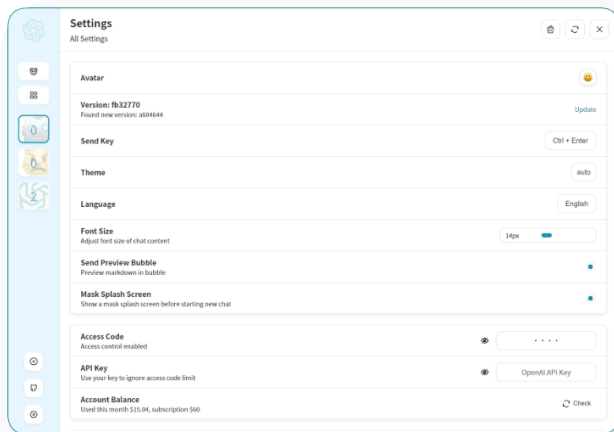 Settings
All Settings
Avatar
Version: fb32770
Found new version: a604644
Update
Send Key
Ctrl + Enter
Theme
auto
Language
English
Font Size
Adjust font size of chat content
14px
Send Preview Bubble
Preview markdown in bubble
Mask Splash Screen
Show a mask splash screen before starting new chat
Access Code
Access control enabled
API Key
Use your key to ignore access code limit
OpenAI API Key
Account Balance
Used this month $15.04, subscription $60
Check
0
0
2